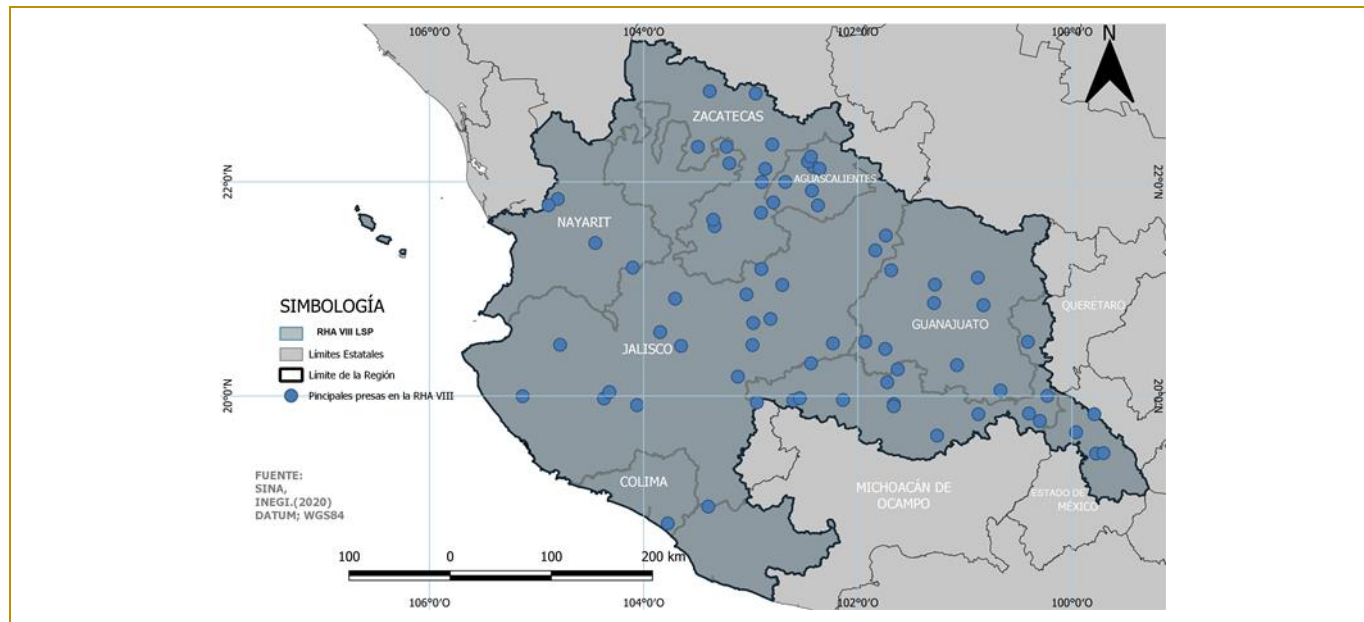 106°0'O 104°0'O 102°0'O 100°0'O
N
ZACATECAS
22°0'N 22°0'N
AGUASCALIENTES
NAYARIT
SIMBOLOGÍA
QUERETARO
RHA VIII LSP
GUANAJUATO
Límites Estatales
JALISCO
Límite de la Región
Pincipales presas en la RHA VIII
20°0'N 20°0'N
FUENTE:
SINA,
INEGI.(2020)
DATUM; WGS84
COLIMA
MICHOACÁN DE
OCAMPO
ESTADO DE
MÉXICO
100 0 100 200 km
106°0'O 104°0'O 102°0'O 100°0'O